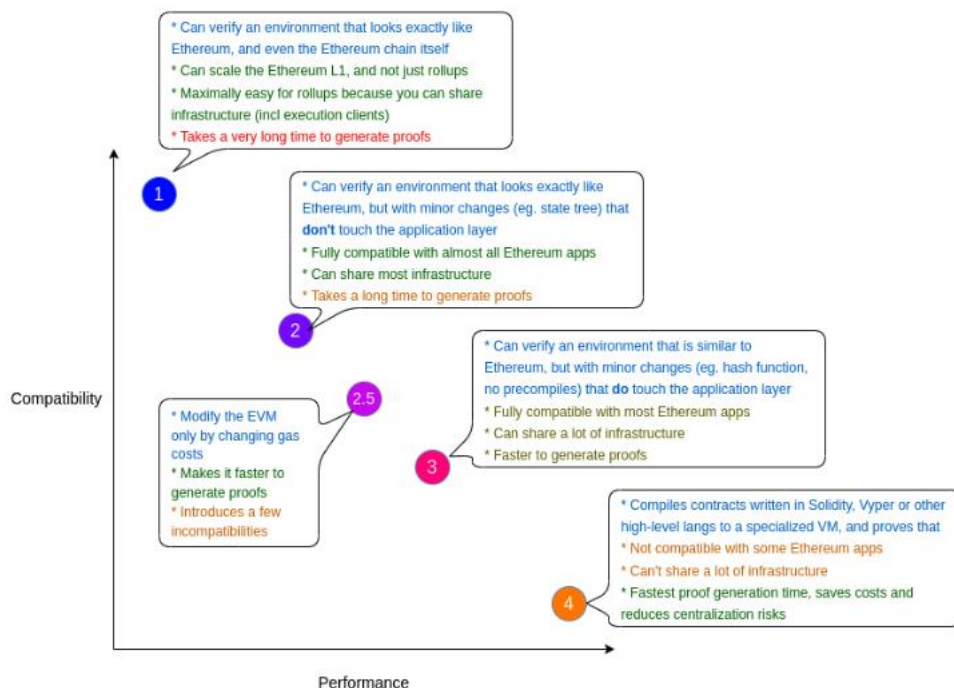 * Can verify an environment that looks exactly like
Ethereum, and even the Ethereum chain itself
* Can scale the Ethereum L1, and not just rollups
* Maximally easy for rollups because you can share
infrastructure (incl execution clients)
* Takes a very long time to generate proofs
1
* Can verify an environment that looks exactly like
Ethereum, but with minor changes (eg. state tree) that
don't touch the application layer
* Fully compatible with almost all Ethereum apps
* Can share most infrastructure
* Takes a long time to generate proofs
2
* Can verify an environment that is similar to
Ethereum, but with minor changes (eg. hash function,
no precompiles) that do touch the application layer
* Fully compatible with most Ethereum apps
* Can share a lot of infrastructure
* Faster to generate proofs
Compatibility
2.5
* Modify the EVM
only by changing gas
costs
* Makes it faster to
generate proofs
* Introduces a few
incompatibilities
3
* Compiles contracts written in Solidity, Vyper or other
high-level langs to a specialized VM, and proves that
* Not compatible with some Ethereum apps
* Can't share a lot of infrastructure
* Fastest proof generation time, saves costs and
reduces centralization risks
4
Performance